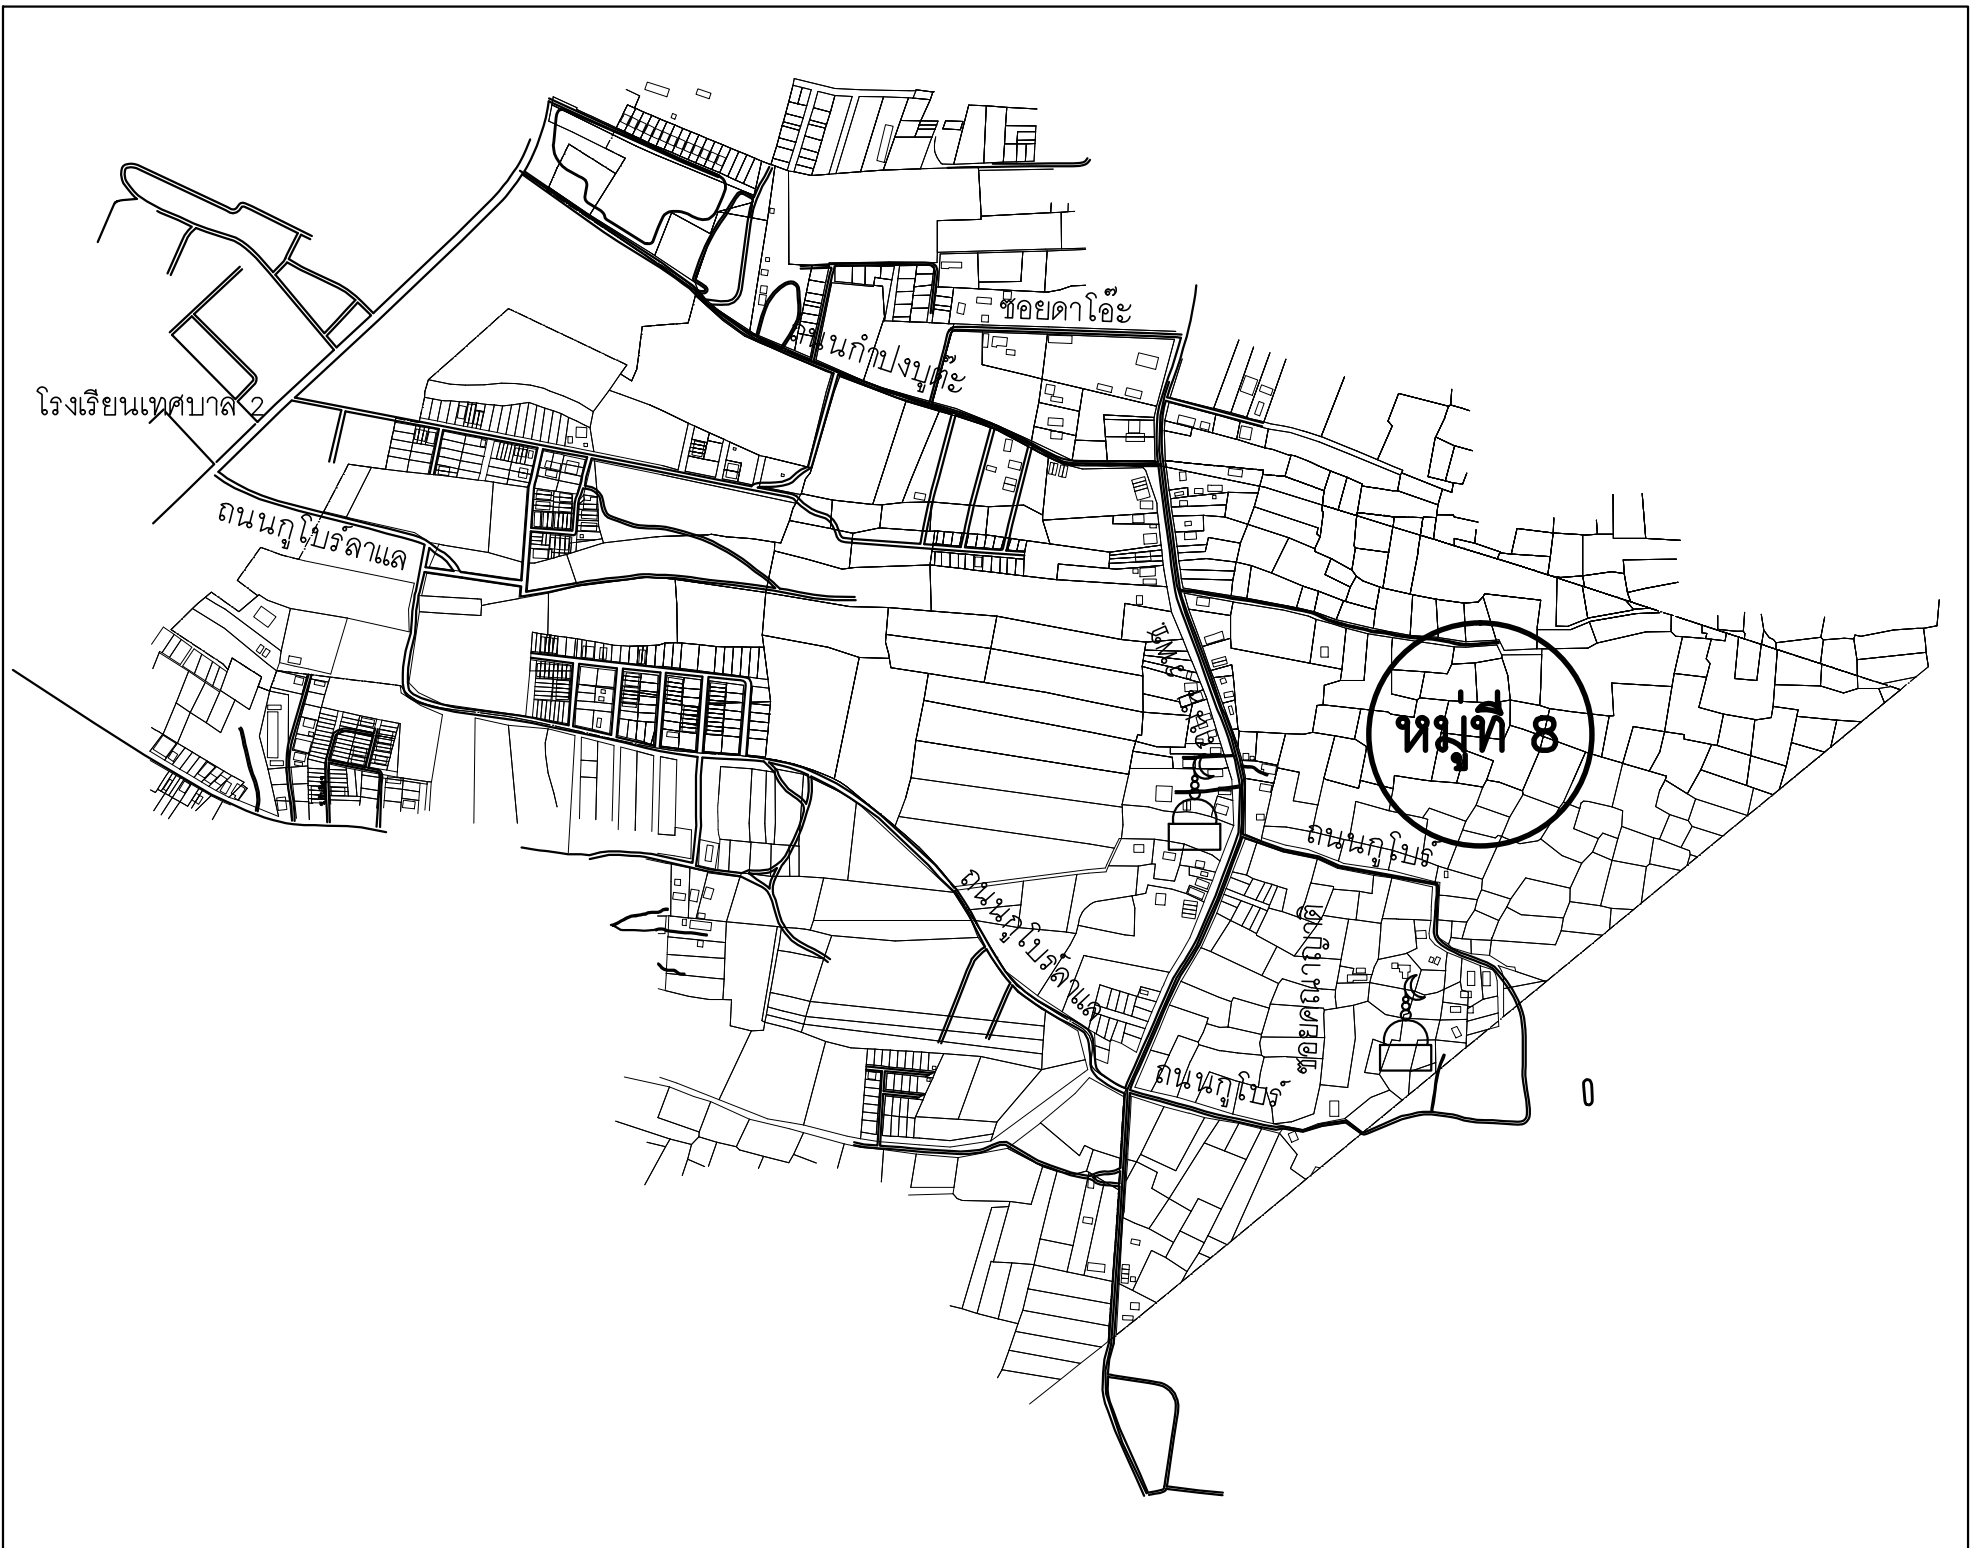 ซอยดาโอ๊ะ
ถนนกำปงบูต๊ะ
โรงเรียนเทศบาล 2
ถนนกูโบร์ลาแล
หมู่ที่ 8
ถนนกูโบร์
ถนนกูโบร์ลาแล
ถนนกูโบร์